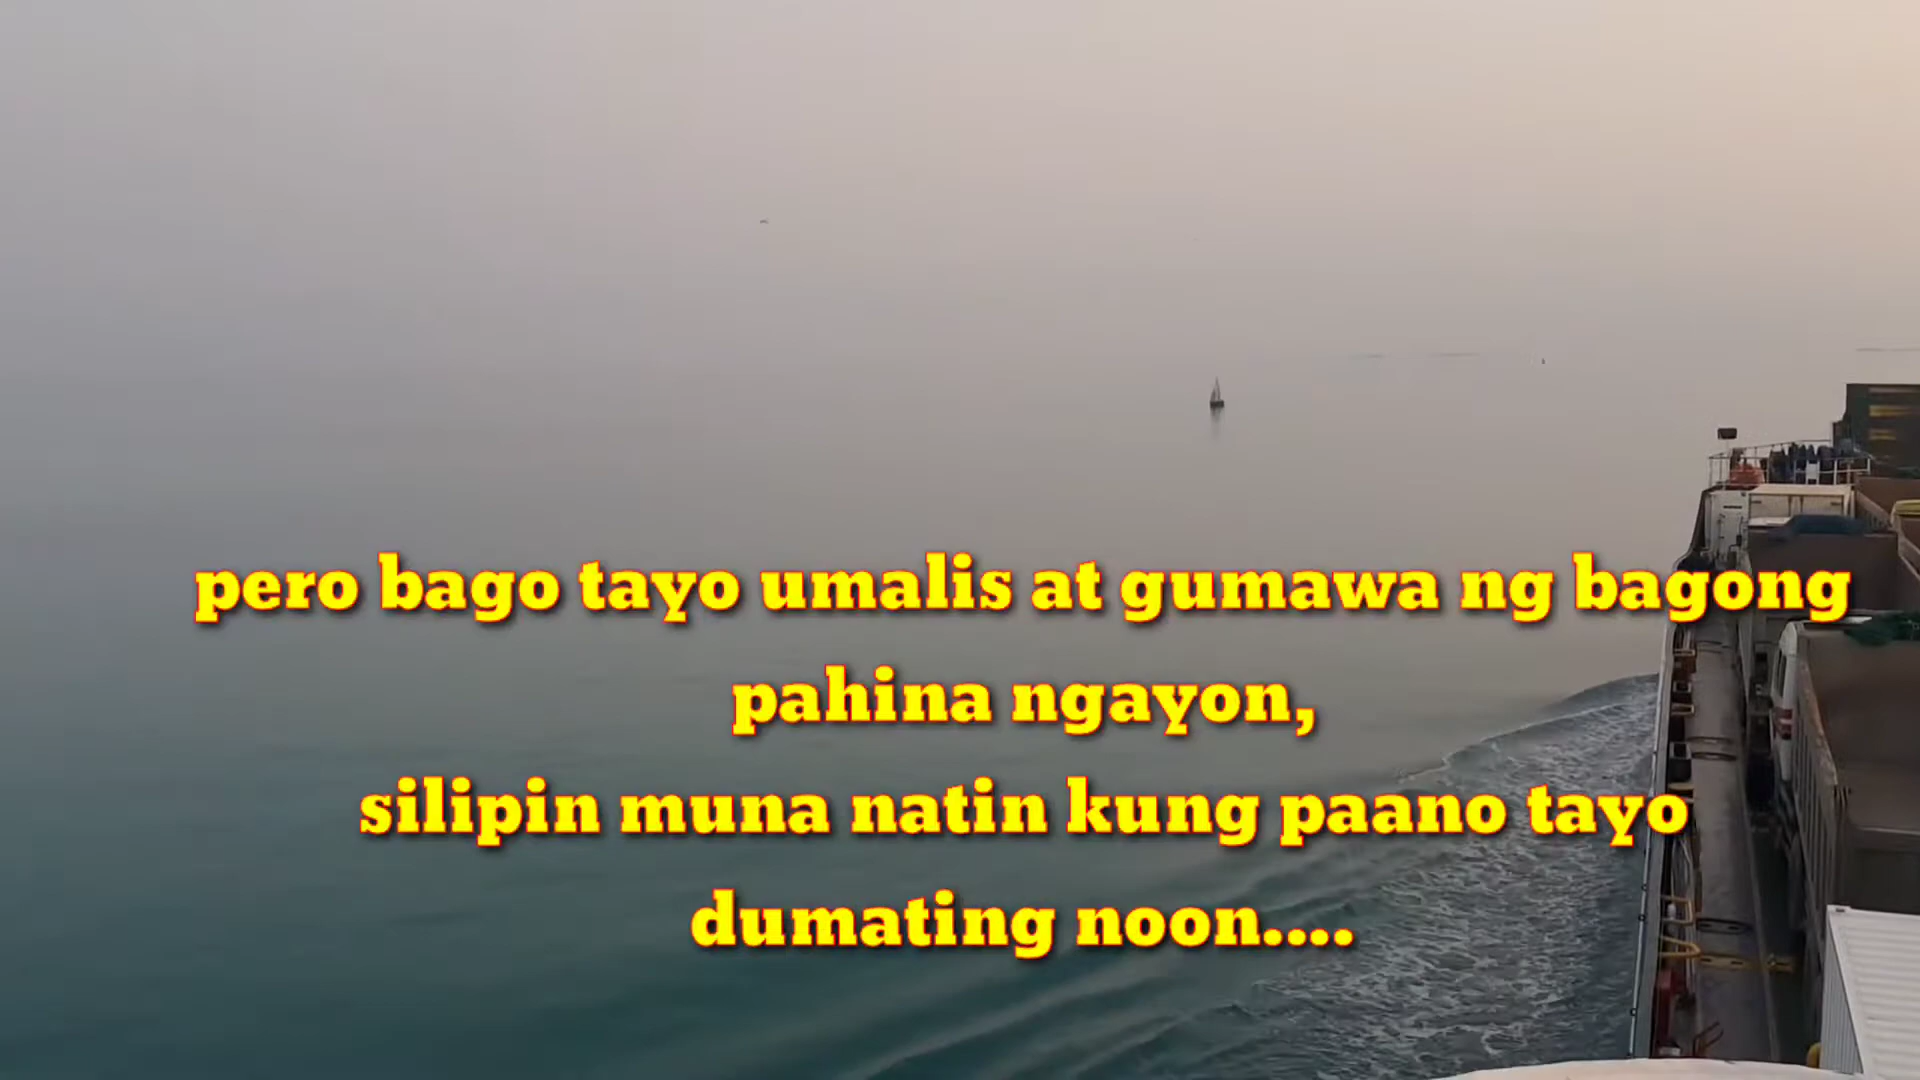 pero bago tayo umalis at gumawa ng bagong
pahina ngayon,
silipin muna natin kung paano tayo
dumating noon....